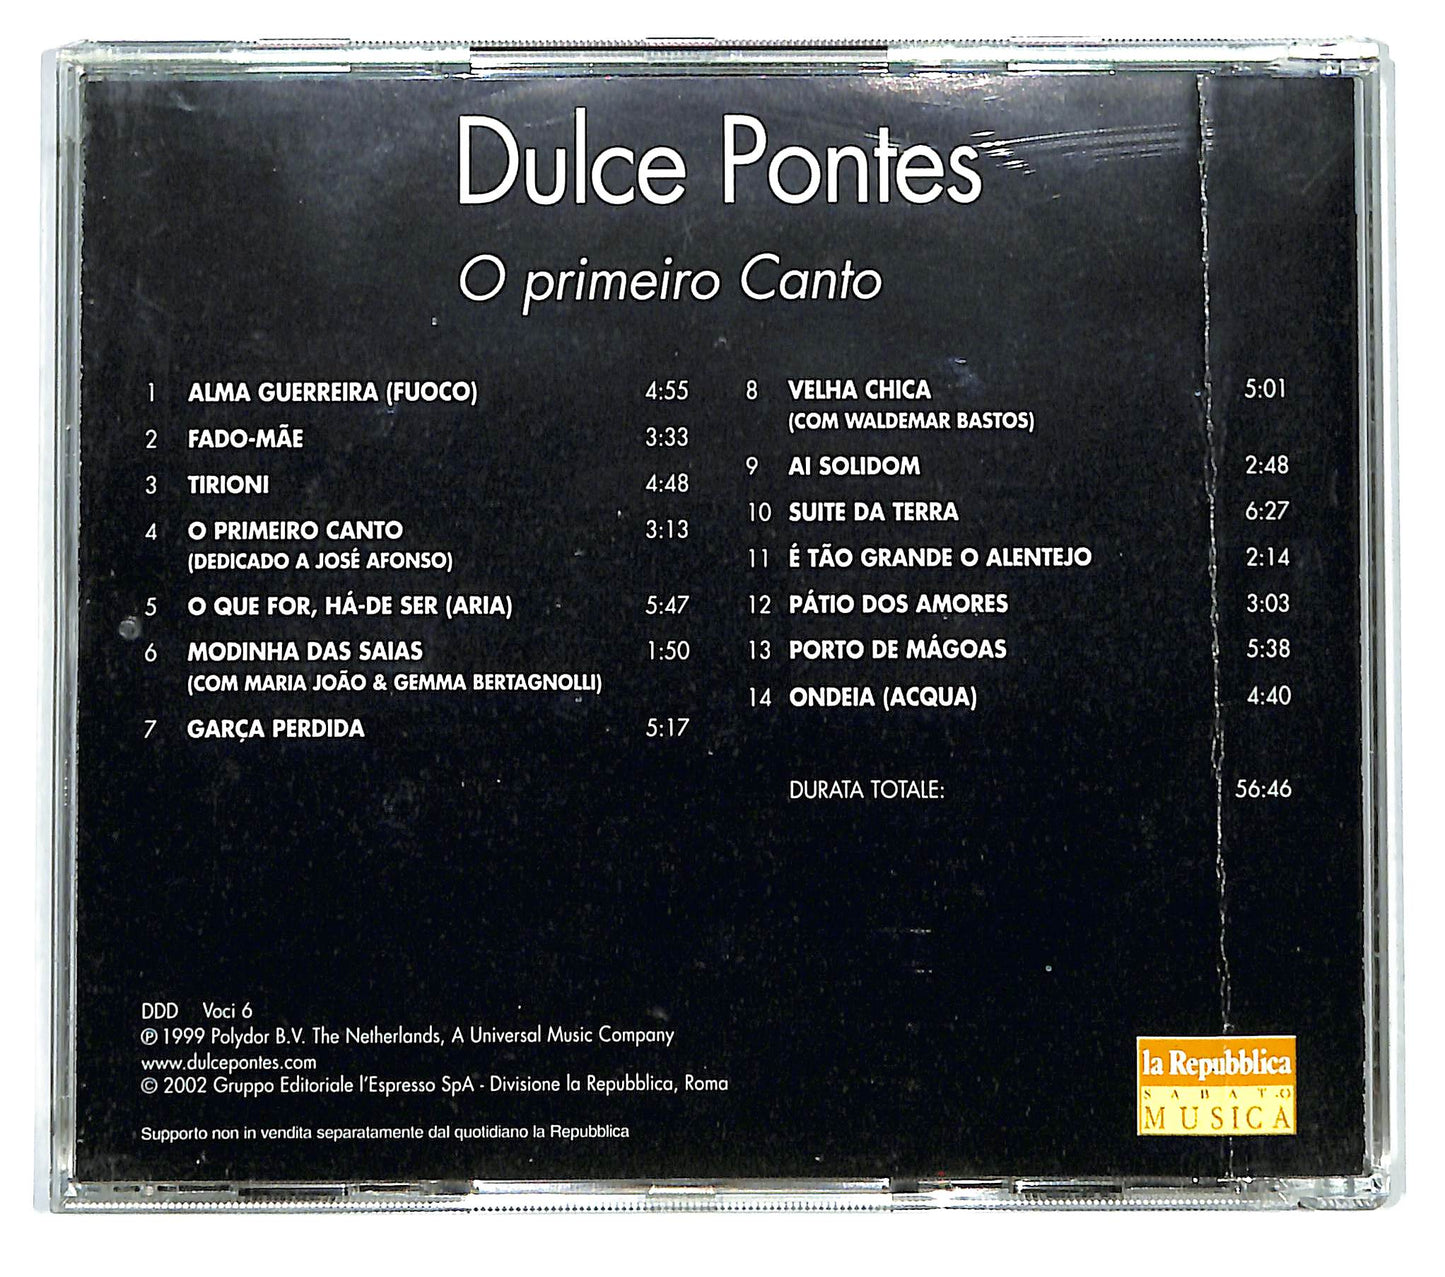 Dulce Pontes
O primeiro Canto
1 ALMA GUERREIRA (FUOCO) 4:55
2 FADO-MÃE 3:33
3 TIRIONI 4:48
4 O PRIMEIRO CANTO 3:13
(DEDICADO A JOSÉ AFONSO)
5 O QUE FOR, HÁ-DE SER (ARIA) 5:47
6 MODINHA DAS SAIAS 1:50
(COM MARIA JOÃO & GEMMA BERTAGNOLLI)
7 GARÇA PERDIDA 5:17
8 VELHA CHICA 5:01
(COM WALDEMAR BASTOS)
9 AI SOLIDOM 2:48
10 SUITE DA TERRA 6:27
11 É TÃO GRANDE O ALENTEJO 2:14
12 PÁTIO DOS AMORES 3:03
13 PORTO DE MÁGOAS 5:38
14 ONDEIA (ACQUA) 4:40
DURATA TOTALE: 56:46
DDD Voci 6
℗ 1999 Polydor B.V. The Netherlands, A Universal Music Company
www.dulcepontes.com
© 2002 Gruppo Editoriale l'Espresso SpA - Divisione la Repubblica, Roma
Supporto non in vendita separatamente dal quotidiano la Repubblica
la Repubblica
SABATO
MUSICA